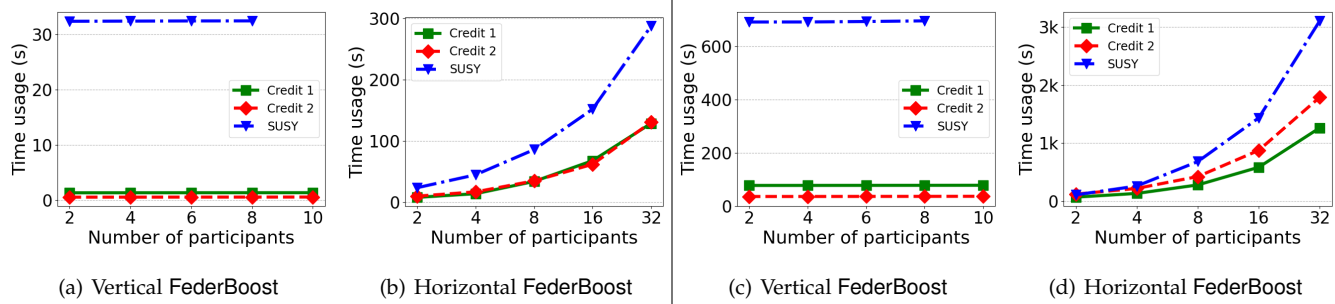 Time usage (s)
30
20
10
0
Credit 1
Credit 2
SUSY
2 4 6 8 10
Number of participants
(a) Vertical FederBoost
Time usage (s)
300
200
100
0
Credit 1
Credit 2
SUSY
2 4 8 16 32
Number of participants
(b) Horizontal FederBoost
Time usage (s)
600
400
200
0
Credit 1
Credit 2
SUSY
2 4 6 8 10
Number of participants
(c) Vertical FederBoost
Time usage (s)
3k
2k
1k
0
Credit 1
Credit 2
SUSY
2 4 8 16 32
Number of participants
(d) Horizontal FederBoost